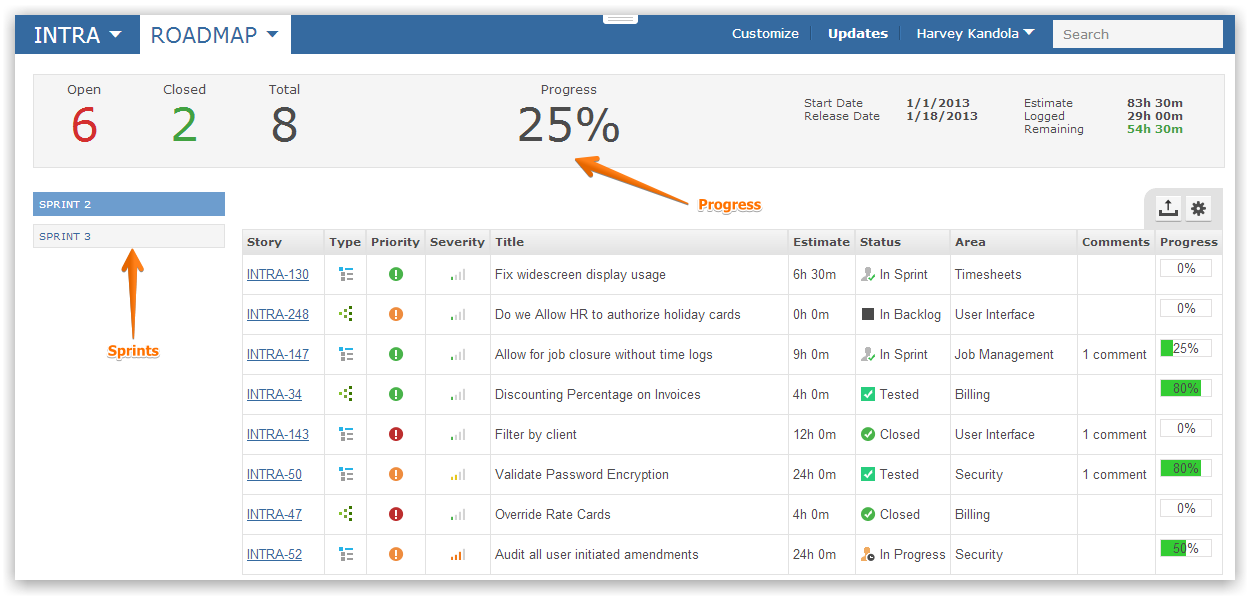 INTRA ROADMAP Customize Updates Harvey Kandola Search
Open Closed Total Progress
6 2 8 25%
Start Date 1/1/2013 Estimate 83h 30m
Release Date 1/18/2013 Logged 29h 00m
Remaining 54h 30m
Progress
SPRINT 2
SPRINT 3
Sprints
Story Type Priority Severity Title Estimate Status Area Comments Progress
INTRA-130 Fix widescreen display usage 6h 30m In Sprint Timesheets 0%
INTRA-248 Do we Allow HR to authorize holiday cards 0h 0m In Backlog User Interface 0%
INTRA-147 Allow for job closure without time logs 9h 0m In Sprint Job Management 1 comment 25%
INTRA-34 Discounting Percentage on Invoices 4h 0m Tested Billing 80%
INTRA-143 Filter by client 12h 0m Closed User Interface 1 comment 0%
INTRA-50 Validate Password Encryption 24h 0m Tested Security 1 comment 80%
INTRA-47 Override Rate Cards 4h 0m Closed Billing 0%
INTRA-52 Audit all user initiated amendments 24h 0m In Progress Security 50%